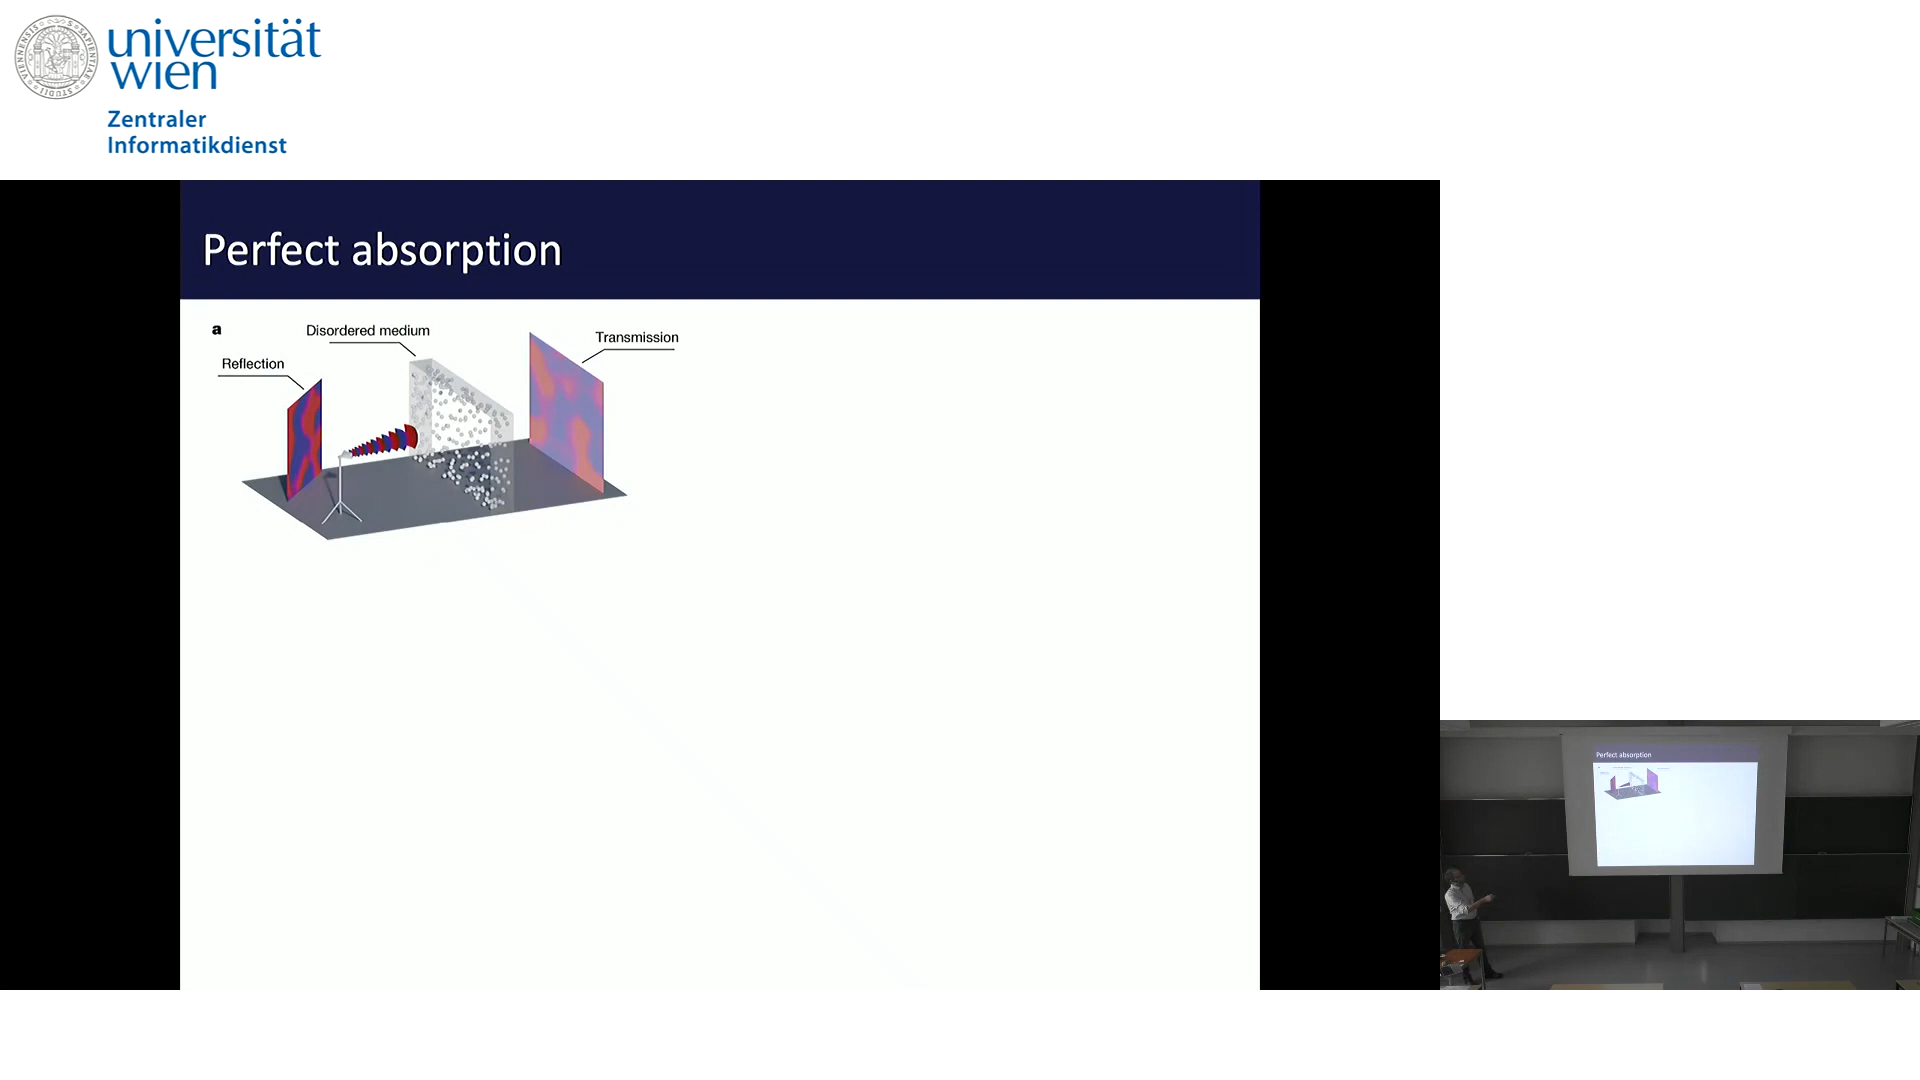 universität
wien
Zentraler
Informatikdienst
Perfect absorption
a
Disordered medium
Transmission
Reflection
Perfect absorption